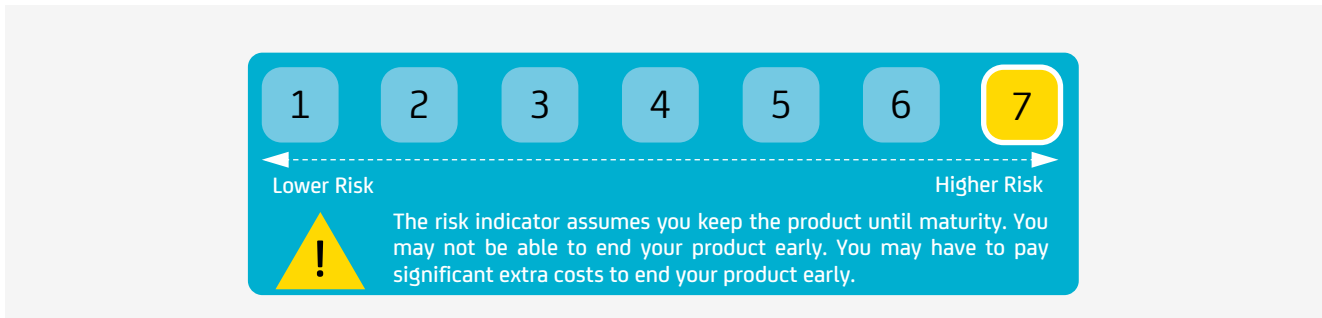 1 2 3 4 5 6 7
Lower Risk Higher Risk
!
The risk indicator assumes you keep the product until maturity. You
may not be able to end your product early. You may have to pay
significant extra costs to end your product early.